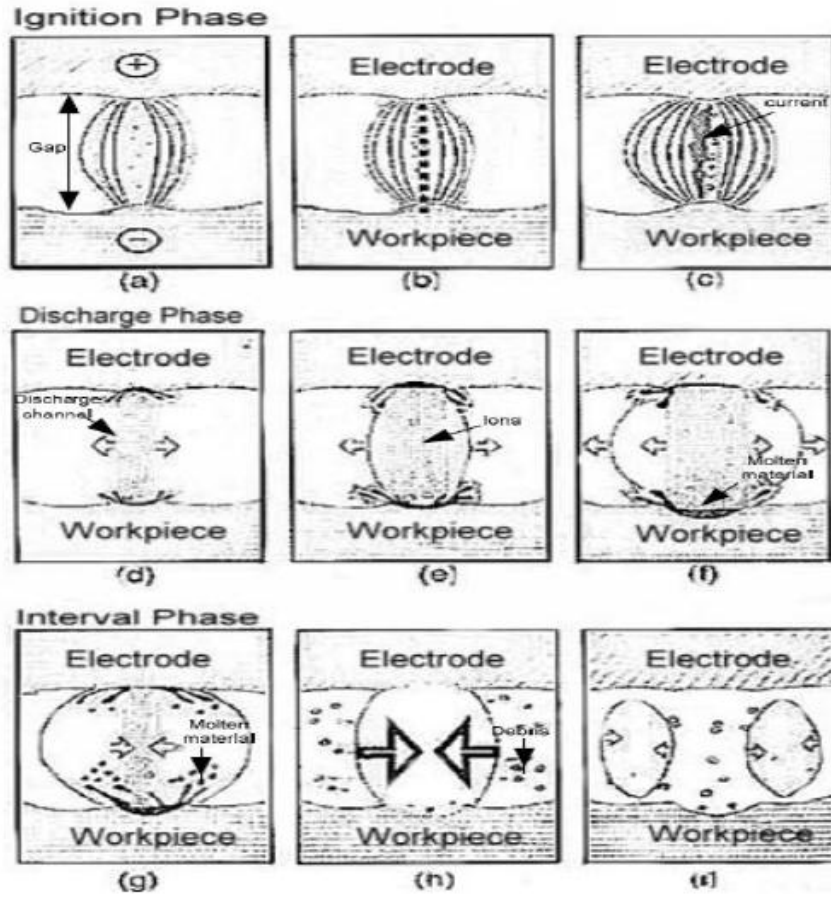 Ignition Phase
+
Electrode
Electrode
Gap
current
−
Workpiece
Workpiece
(a)
(b)
(c)
Discharge Phase
Electrode
Electrode
Electrode
Discharge
channel
Ions
Molten
material
Workpiece
Workpiece
Workpiece
(d)
(e)
(f)
Interval Phase
Electrode
Electrode
Electrode
Molten
material
Debris
Workpiece
Workpiece
Workpiece
(g)
(h)
(i)